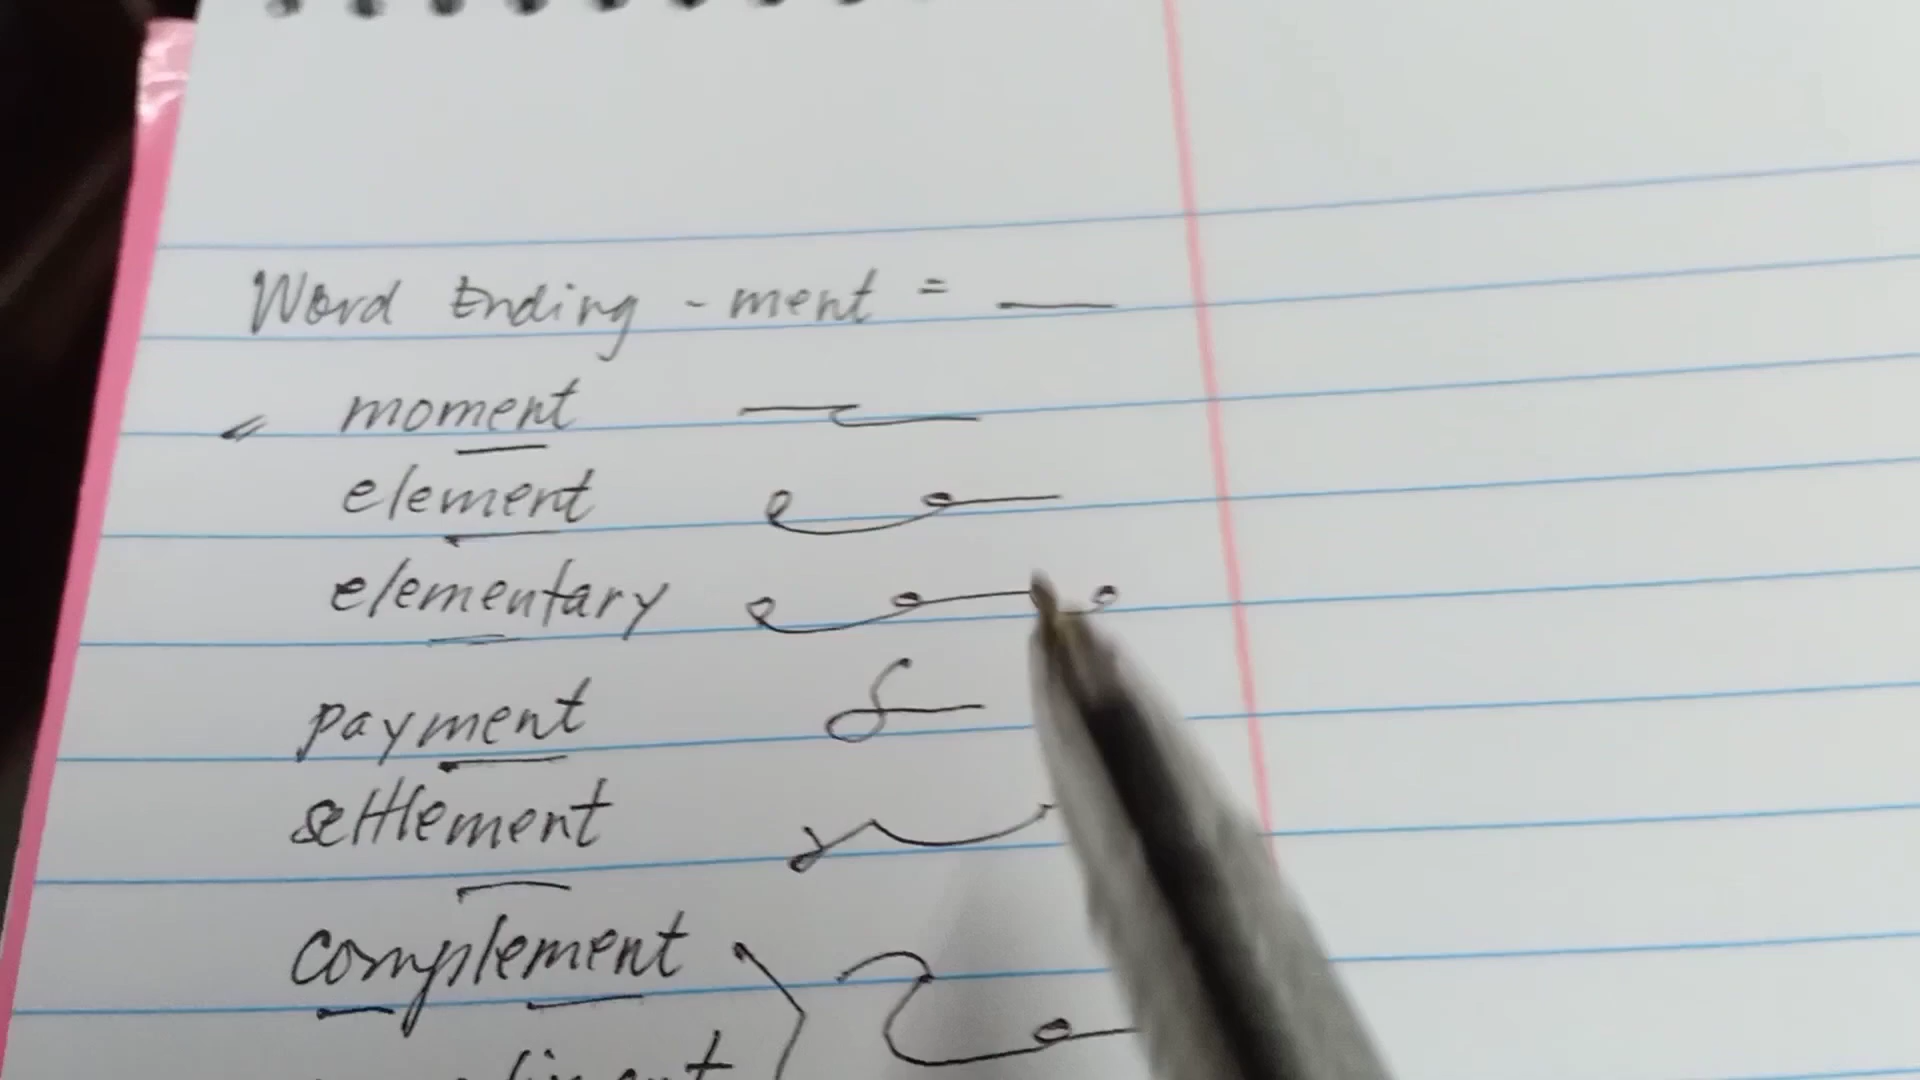 Word Ending - ment = —
moment
element
elementary
payment
settlement
complement